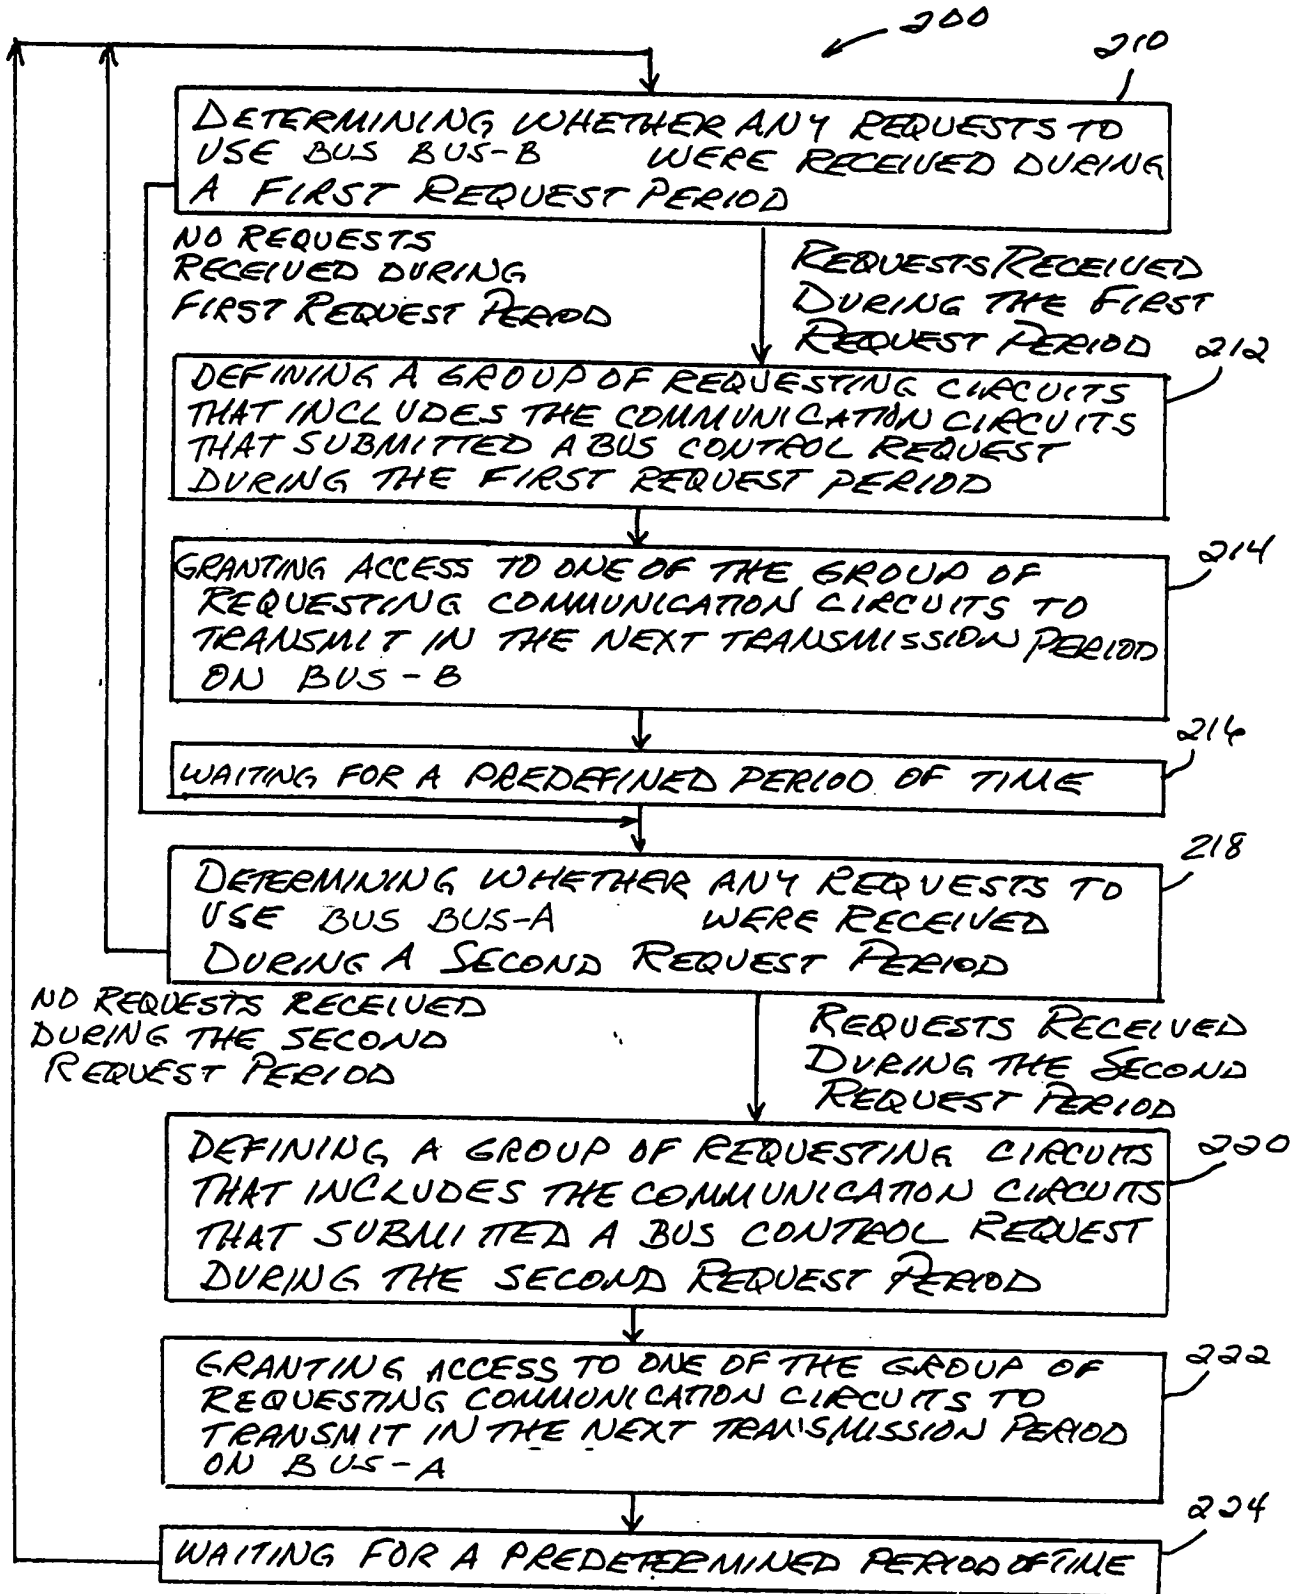 200
210
DETERMINING WHETHER ANY REQUESTS TO
USE BUS BUS-B WERE RECEIVED DURING
A FIRST REQUEST PERIOD
NO REQUESTS
RECEIVED DURING
FIRST REQUEST PERIOD
REQUESTS RECEIVED
DURING THE FIRST
REQUEST PERIOD
212
DEFINING A GROUP OF REQUESTING CIRCUITS
THAT INCLUDES THE COMMUNICATION CIRCUITS
THAT SUBMITTED A BUS CONTROL REQUEST
DURING THE FIRST REQUEST PERIOD
214
GRANTING ACCESS TO ONE OF THE GROUP OF
REQUESTING COMMUNICATION CIRCUITS TO
TRANSMIT IN THE NEXT TRANSMISSION PERIOD
ON BUS-B
216
WAITING FOR A PREDEFINED PERIOD OF TIME
218
DETERMINING WHETHER ANY REQUESTS TO
USE BUS BUS-A WERE RECEIVED
DURING A SECOND REQUEST PERIOD
NO REQUESTS RECEIVED
DURING THE SECOND
REQUEST PERIOD
REQUESTS RECEIVED
DURING THE SECOND
REQUEST PERIOD
220
DEFINING A GROUP OF REQUESTING CIRCUITS
THAT INCLUDES THE COMMUNICATION CIRCUITS
THAT SUBMITTED A BUS CONTROL REQUEST
DURING THE SECOND REQUEST PERIOD
222
GRANTING ACCESS TO ONE OF THE GROUP OF
REQUESTING COMMUNICATION CIRCUITS TO
TRANSMIT IN THE NEXT TRANSMISSION PERIOD
ON BUS-A
224
WAITING FOR A PREDETERMINED PERIOD OF TIME